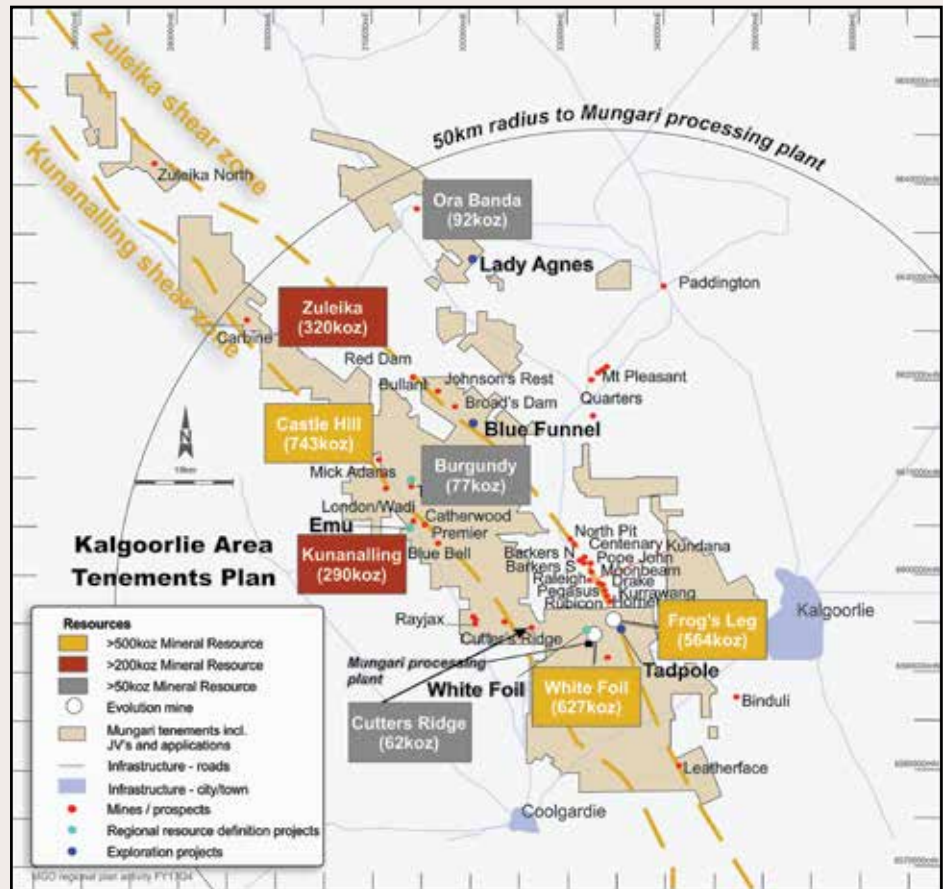 Zuleika shear zone
Kunanalling shear zone
50km radius to Mungari processing plant
Zuleika North
Ora Banda
(92koz)
Lady Agnes
Paddington
Zuleika
(320koz)
Carbine
Red Dam
Bullant
Johnson's Rest
Broad's Dam
Mt Pleasant
Quarters
Blue Funnel
Castle Hill
(743koz)
Mick Adams
Burgundy
(77koz)
London/Wadi
Catherwood
Emu
Premier
Kunanalling
(290koz)
Blue Bell
N
10km
Kalgoorlie Area
Tenements Plan
North Pit
Centenary
Kundana
Barkers N
Pope John
Barkers S
Moonbeam
Raleigh
Drake
Pegasus
Kurrawang
Rubicon
Hornet
Kalgoorlie
Frog's Leg
(564koz)
Rayjax
Cutter's Ridge
Mungari processing
plant
White Foil
Tadpole
White Foil
(627koz)
Binduli
Cutters Ridge
(62koz)
Leatherface
Coolgardie
Resources
>500koz Mineral Resource
>200koz Mineral Resource
>50koz Mineral Resource
Evolution mine
Mungari tenements incl.
JV's and applications
Infrastructure - roads
Infrastructure - city/town
Mines / prospects
Regional resource definition projects
Exploration projects